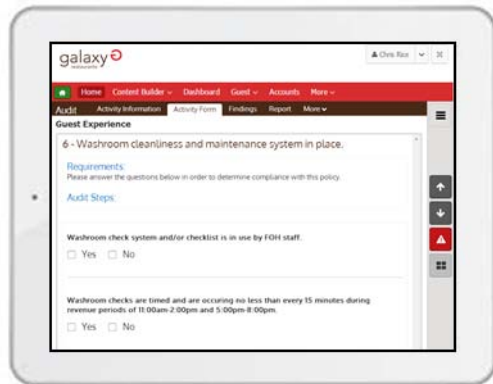 galaxy
restaurants
Chris Rice
Home Content Builder Dashboard Guest Accounts More
Audit Activity Information Activity Form Findings Report More
Guest Experience
6 - Washroom cleanliness and maintenance system in place.
Requirements:
Please answer the questions below in order to determine compliance with this policy.
Audit Steps:
Washroom check system and/or checklist is in use by FOH staff.
Yes No
Washroom checks are timed and are occuring no less than every 15 minutes during
revenue periods of 11:00am-2:00pm and 5:00pm-8:00pm.
Yes No